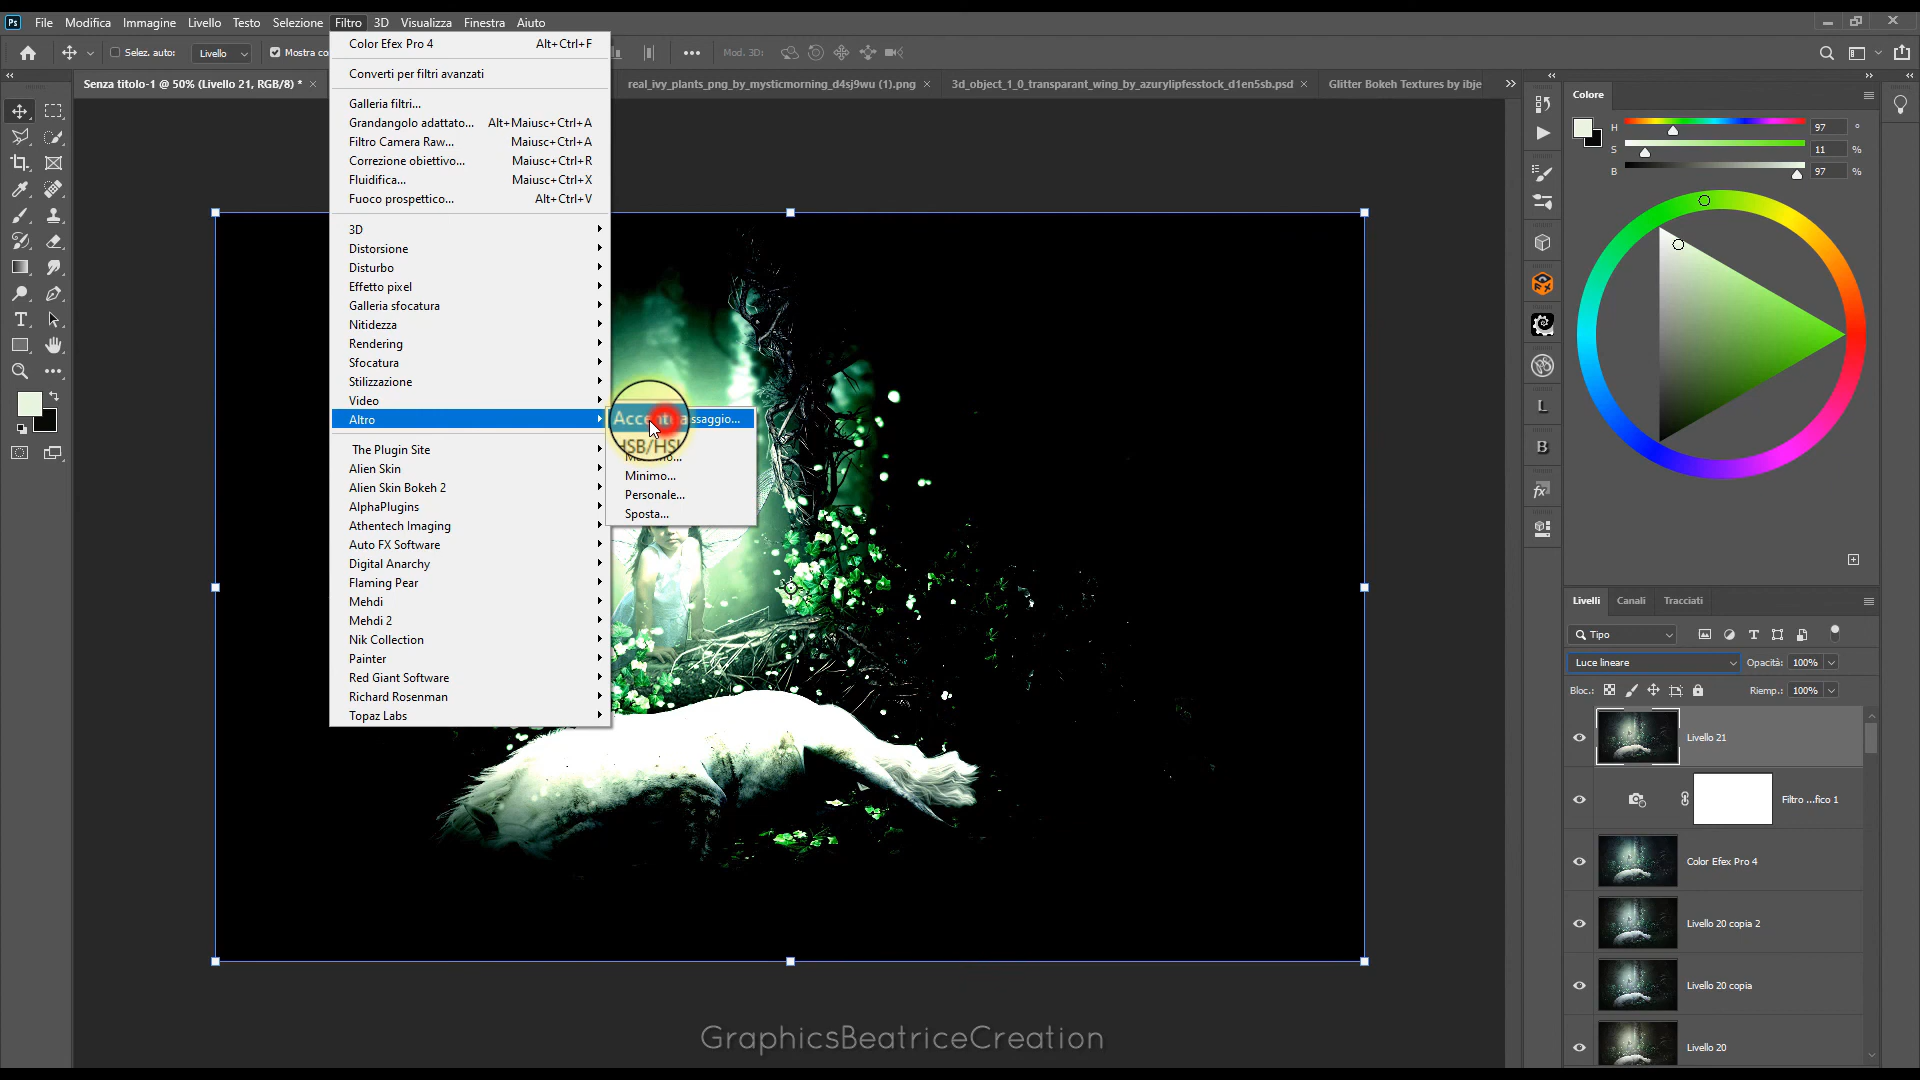 Ps File Modifica Immagine Livello Testo Selezione Filtro 3D Visualizza Finestra Aiuto
Selez. auto: Livello Mostra co Mod. 3D:
Senza titolo-1 @ 50% (Livello 21, RGB/8) *
real_ivy_plants_png_by_mysticmorning_d4sj9wu (1).png
3d_object_1_0_transparant_wing_by_azurylipfesstock_d1en5sb.psd
Glitter Bokeh Textures by ibje
Color Efex Pro 4 Alt+Ctrl+F
Converti per filtri avanzati
Galleria filtri...
Grandangolo adattato... Alt+Maiusc+Ctrl+A
Filtro Camera Raw... Maiusc+Ctrl+A
Correzione obiettivo... Maiusc+Ctrl+R
Fluidifica... Maiusc+Ctrl+X
Fuoco prospettico... Alt+Ctrl+V
3D
Distorsione
Disturbo
Effetto pixel
Galleria sfocatura
Nitidezza
Rendering
Sfocatura
Stilizzazione
Video
Altro
The Plugin Site
Alien Skin
Alien Skin Bokeh 2
AlphaPlugins
Athentech Imaging
Auto FX Software
Digital Anarchy
Flaming Pear
Mehdi
Mehdi 2
Nik Collection
Painter
Red Giant Software
Richard Rosenman
Topaz Labs
ssaggio...
HSB/HSL
Minimo...
Personale...
Sposta...
Colore
H 97 °
S 11 %
B 97 %
L
B
fx
Livelli Canali Tracciati
Tipo
Luce lineare Opacità: 100%
Bloc.: Riemp.: 100%
Livello 21
Filtro ...fico 1
Color Efex Pro 4
Livello 20 copia 2
Livello 20 copia
Livello 20
GraphicsBeatriceCreation